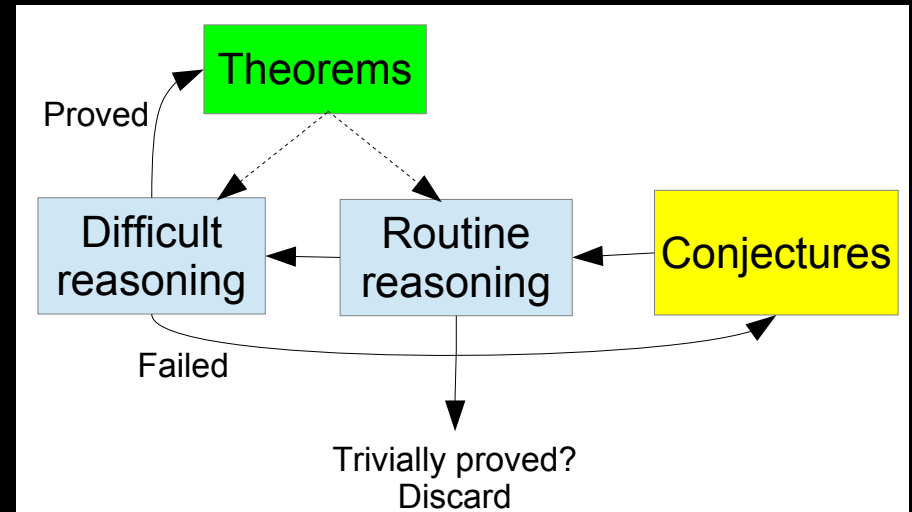 Theorems
Proved
Difficult
reasoning
Routine
reasoning
Conjectures
Failed
Trivially proved?
Discard